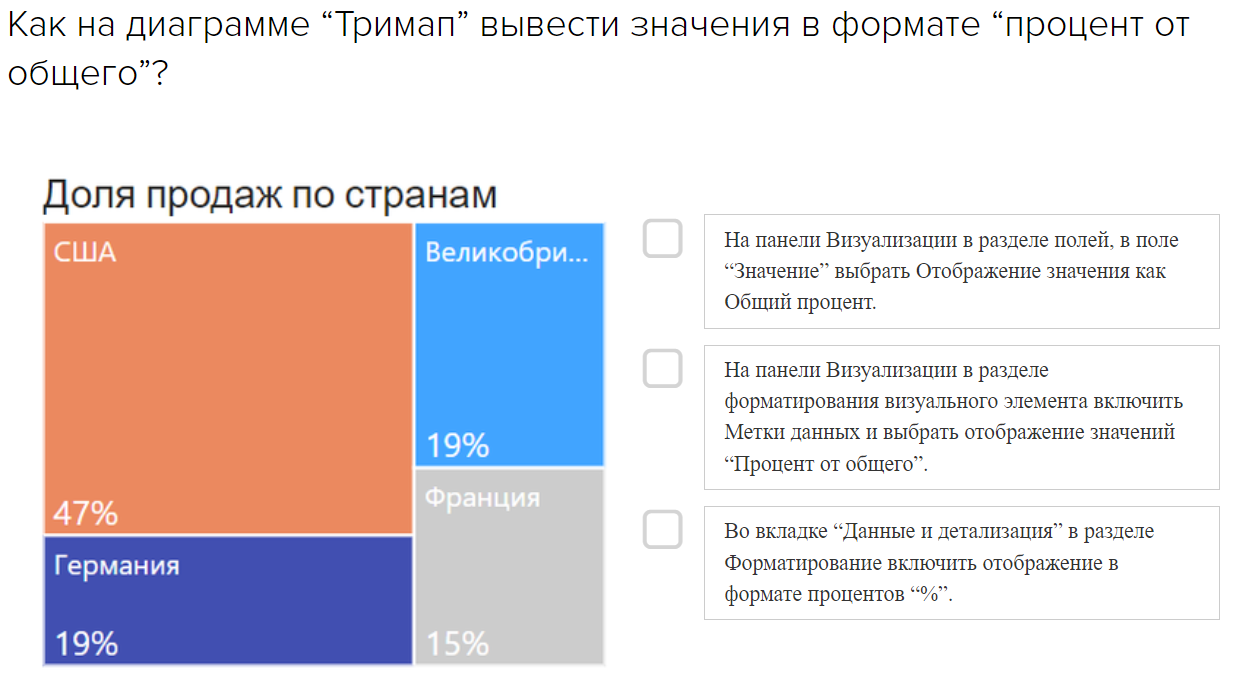 Как на диаграмме “Тримап” вывести значения в формате “процент от
общего”?
Доля продаж по странам
США
47%
Германия
19%
Великобри...
19%
Франция
15%
На панели Визуализации в разделе полей, в поле
“Значение” выбрать Отображение значения как
Общий процент.
На панели Визуализации в разделе
форматирования визуального элемента включить
Метки данных и выбрать отображение значений
“Процент от общего”.
Во вкладке “Данные и детализация” в разделе
Форматирование включить отображение в
формате процентов “%”.